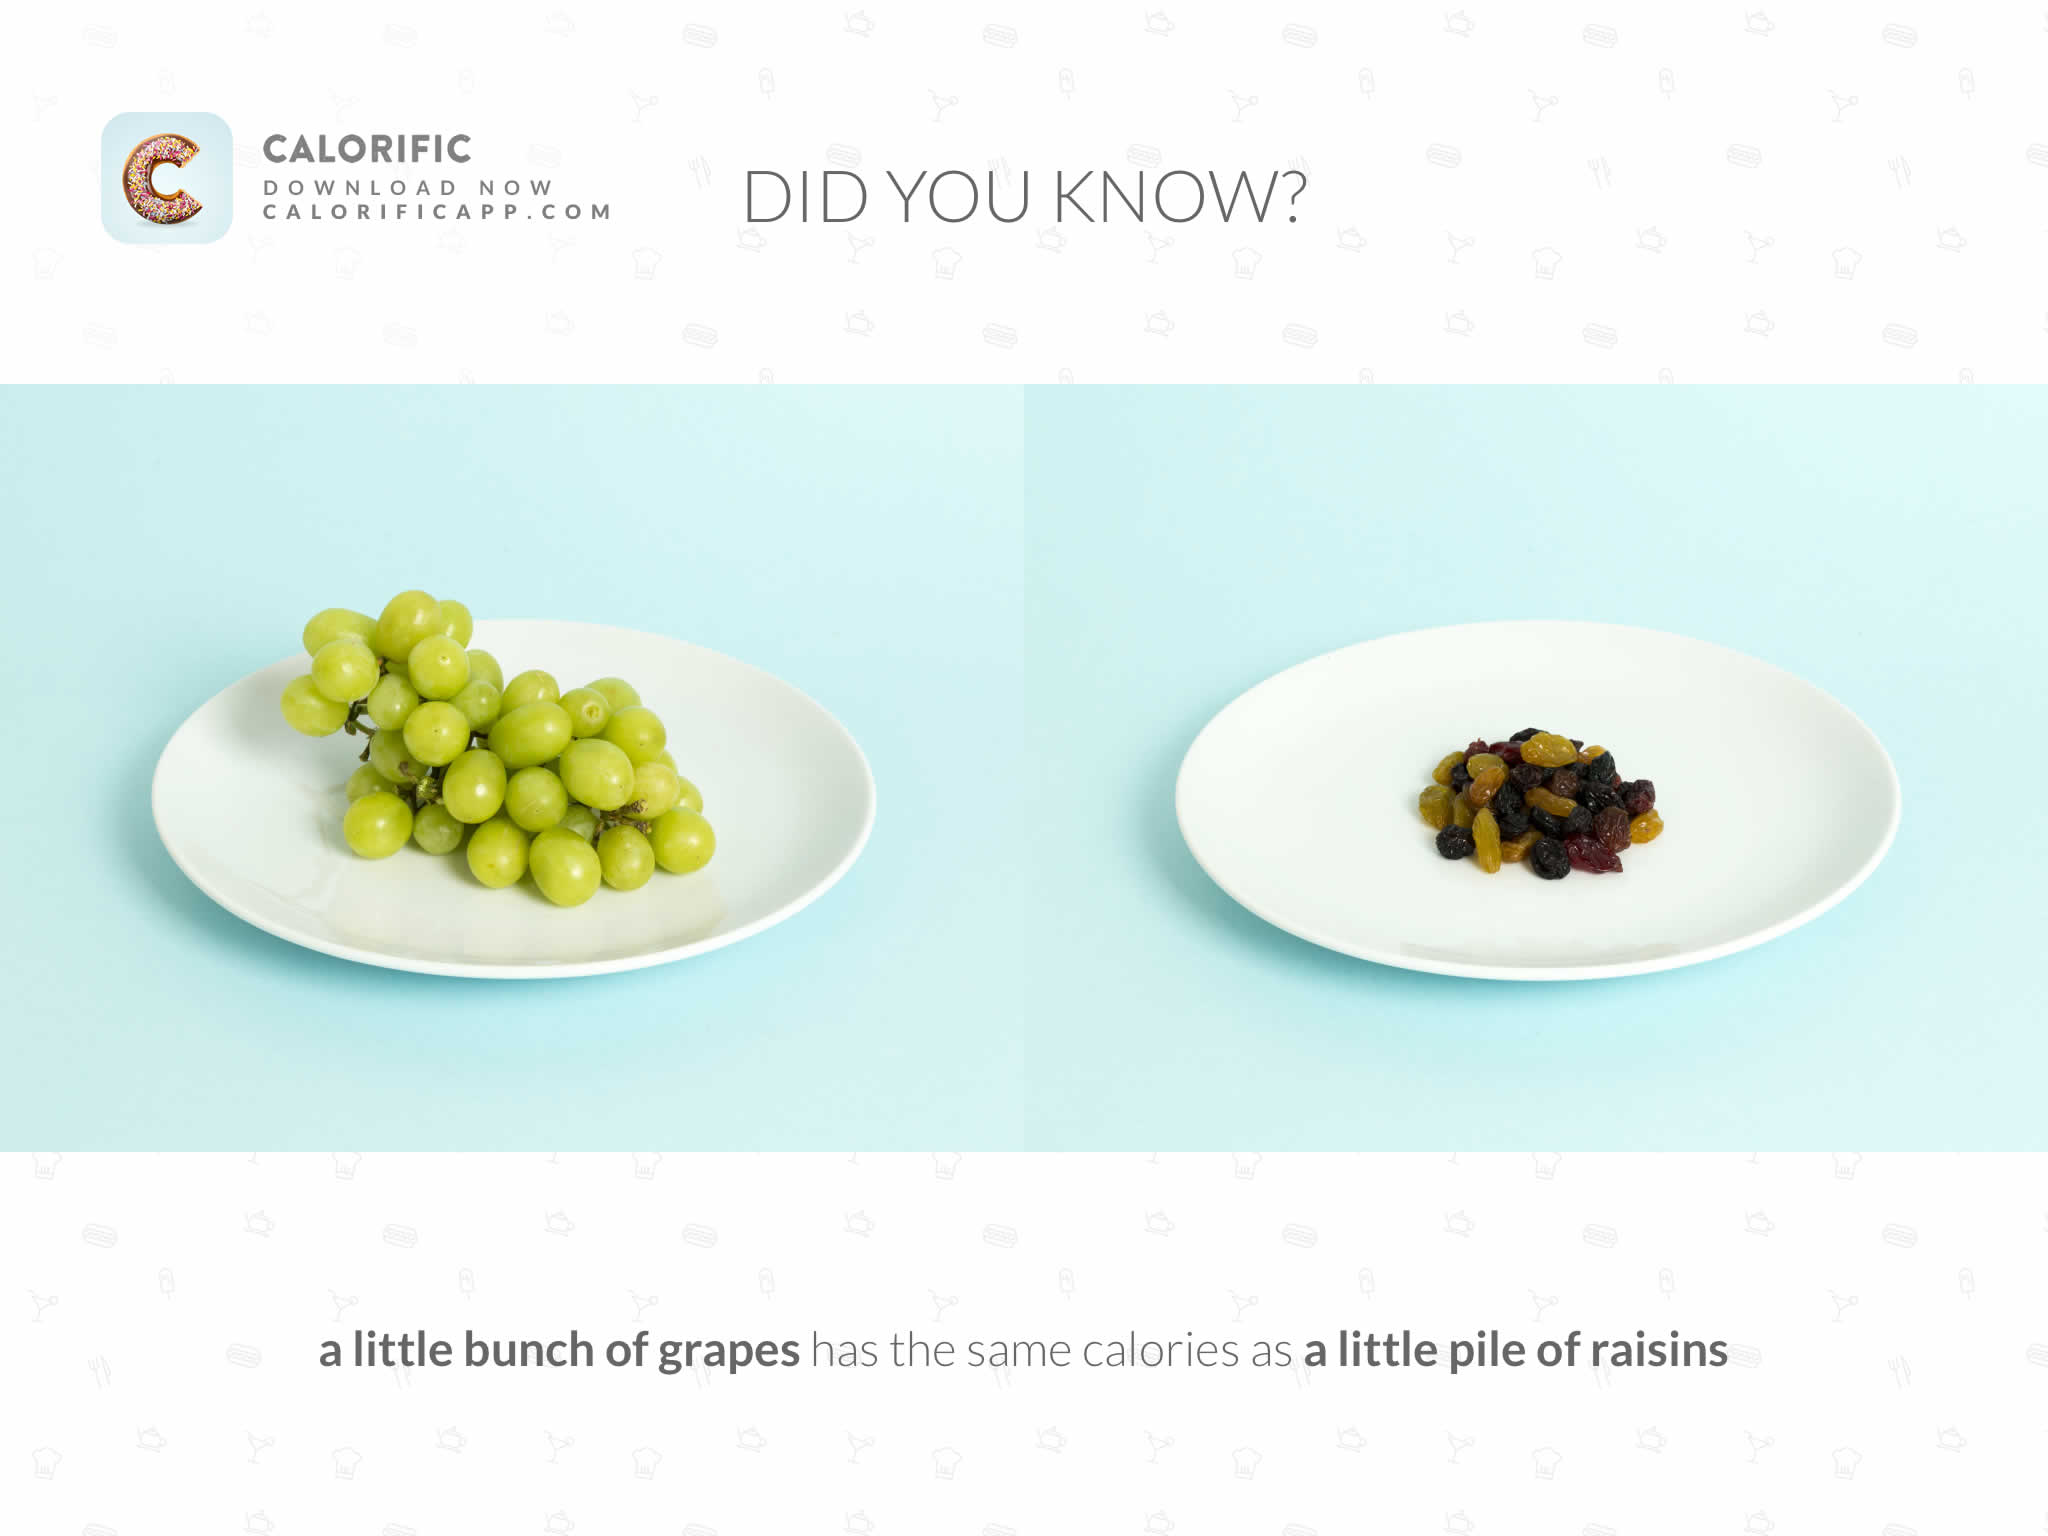 CALORIFIC
DOWNLOAD NOW
CALORIFICAPP.COM
DID YOU KNOW?
a little bunch of grapes has the same calories as a little pile of raisins